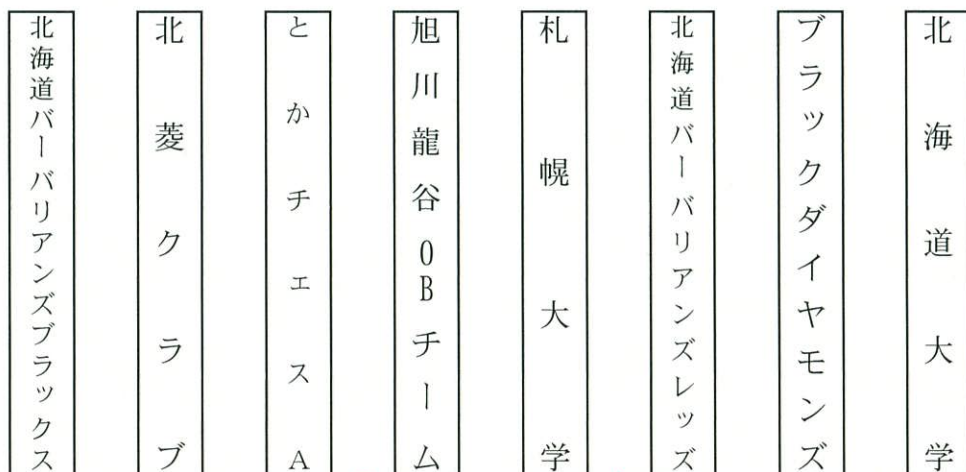 北海道大学
ブラックダイヤモンズ
北海道バーバリアンズレッズ
札幌大学
旭川龍谷OBチーム
とかチェスA
北菱クラブ
北海道バーバリアンズブラックス